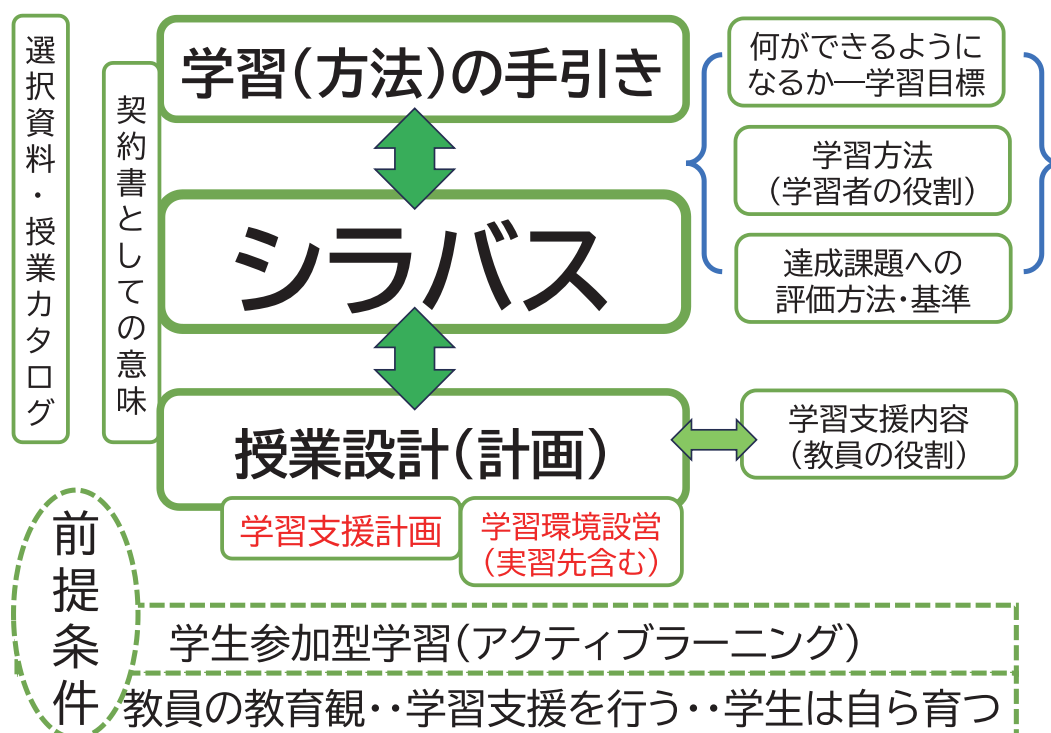 選択資料・授業カタログ
契約書としての意味
学習(方法)の手引き
シラバス
授業設計(計画)
学習支援計画
学習環境設営
(実習先含む)
何ができるように
なるか―学習目標
学習方法
(学習者の役割)
達成課題への
評価方法・基準
学習支援内容
(教員の役割)
前提条件
学生参加型学習(アクティブラーニング)
教員の教育観・・学習支援を行う・・学生は自ら育つ